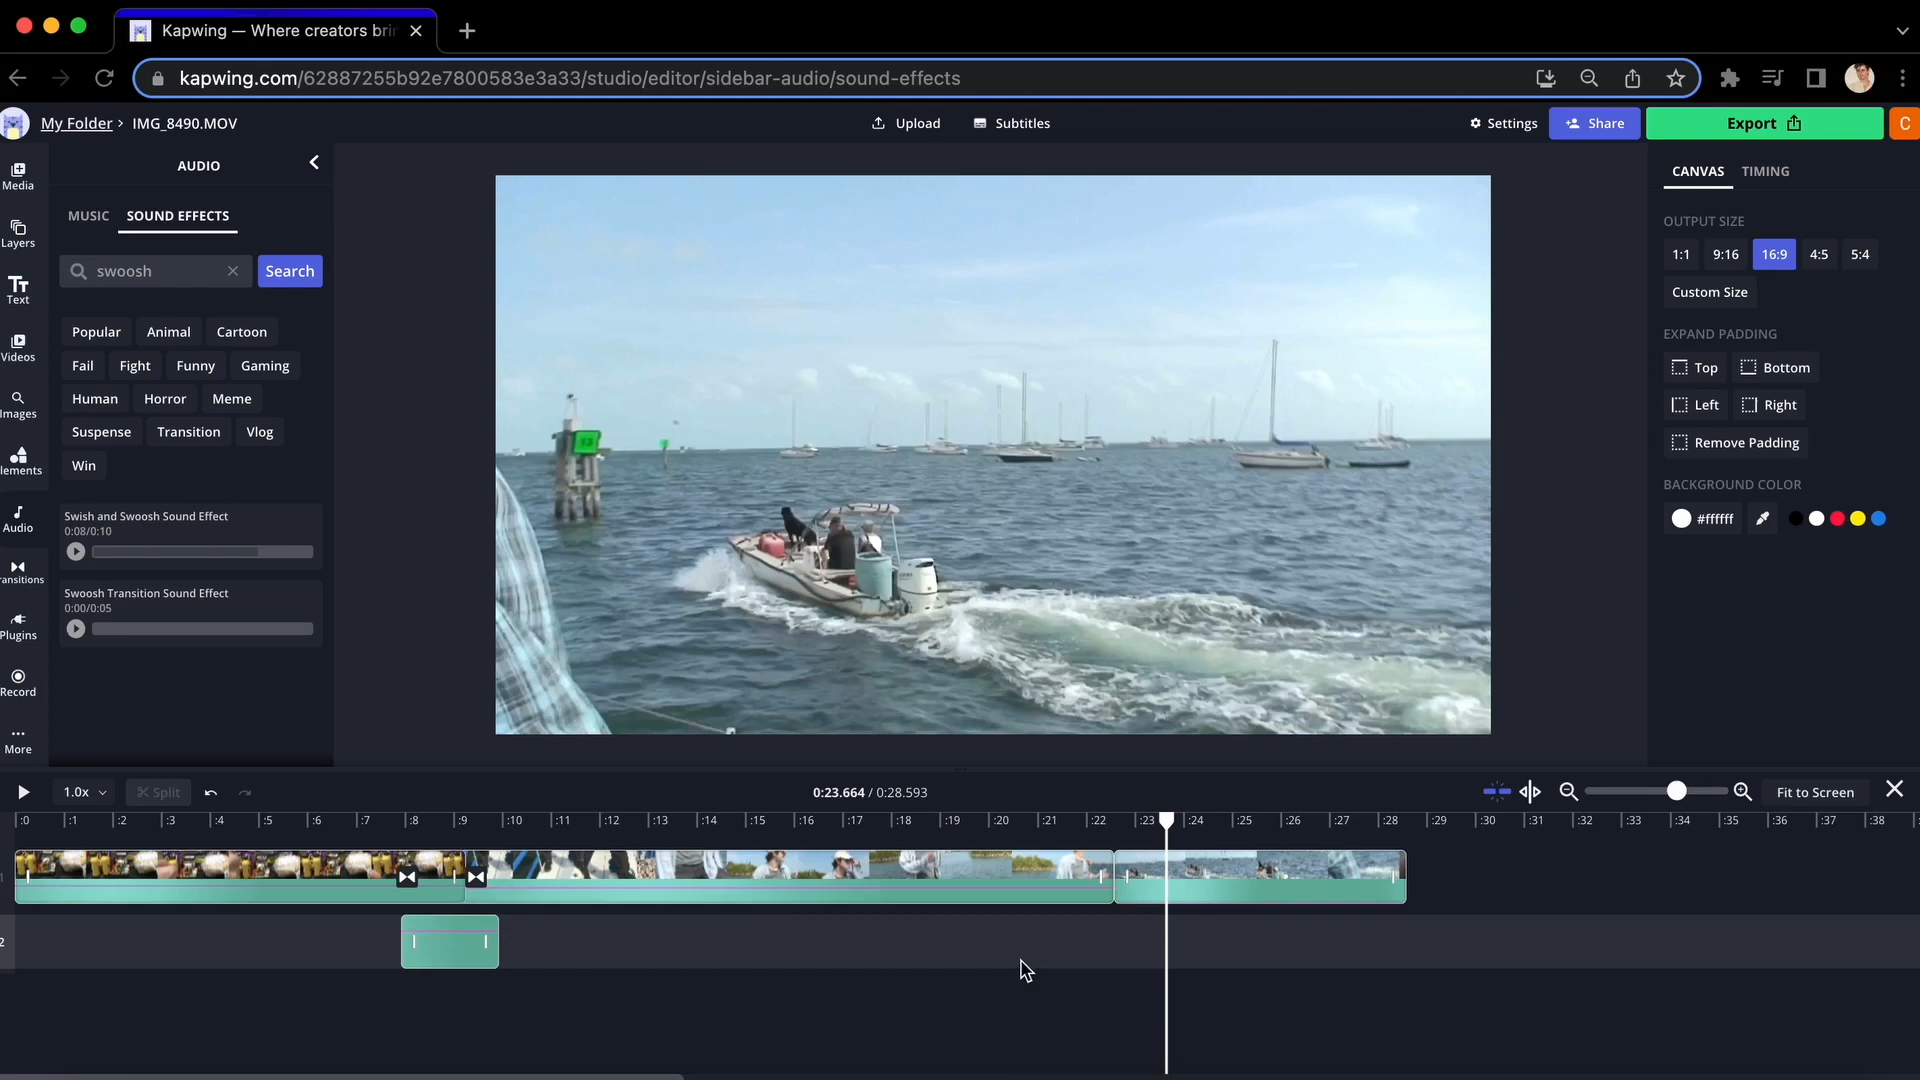 Kapwing — Where creators brin
kapwing.com/62887255b92e7800583e3a33/studio/editor/sidebar-audio/sound-effects
My Folder > IMG_8490.MOV
Upload
Subtitles
Settings
Share
Export
C
Media
Layers
Text
Videos
Images
lements
Audio
ransitions
Plugins
Record
More
AUDIO
MUSIC
SOUND EFFECTS
swoosh
Search
Popular
Animal
Cartoon
Fail
Fight
Funny
Gaming
Human
Horror
Meme
Suspense
Transition
Vlog
Win
Swish and Swoosh Sound Effect
0:08/0:10
Swoosh Transition Sound Effect
0:00/0:05
CANVAS
TIMING
OUTPUT SIZE
1:1
9:16
16:9
4:5
5:4
Custom Size
EXPAND PADDING
Top
Bottom
Left
Right
Remove Padding
BACKGROUND COLOR
#ffffff
1.0x
Split
0:23.664 / 0:28.593
Fit to Screen
:0 :1 :2 :3 :4 :5 :6 :7 :8 :9 :10 :11 :12 :13 :14 :15 :16 :17 :18 :19 :20 :21 :22 :23 :24 :25 :26 :27 :28 :29 :30 :31 :32 :33 :34 :35 :36 :37 :38
1
2